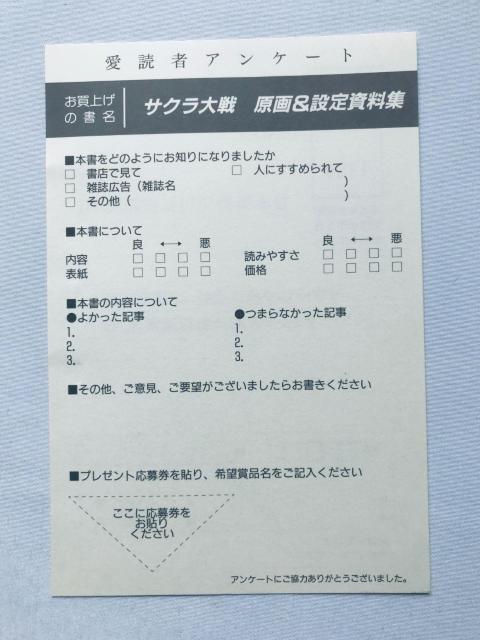 愛読者アンケート
お買上げ
の書名
サクラ大戦 原画&設定資料集
■本書をどのようにお知りになりましたか
□ 書店で見て □ 人にすすめられて
□ 雑誌広告(雑誌名 )
□ その他( )
■本書について
良 ←→ 悪 良 ←→ 悪
内容 □ □ □ □ 読みやすさ □ □ □ □
表紙 □ □ □ □ 価格 □ □ □ □
■本書の内容について
●よかった記事 ●つまらなかった記事
1. 1.
2. 2.
3. 3.
■その他、ご意見、ご要望がございましたらお書きください
■プレゼント応募券を貼り、希望賞品名をご記入ください
ここに応募券を
お貼り
ください
アンケートにご協力ありがとうございました。